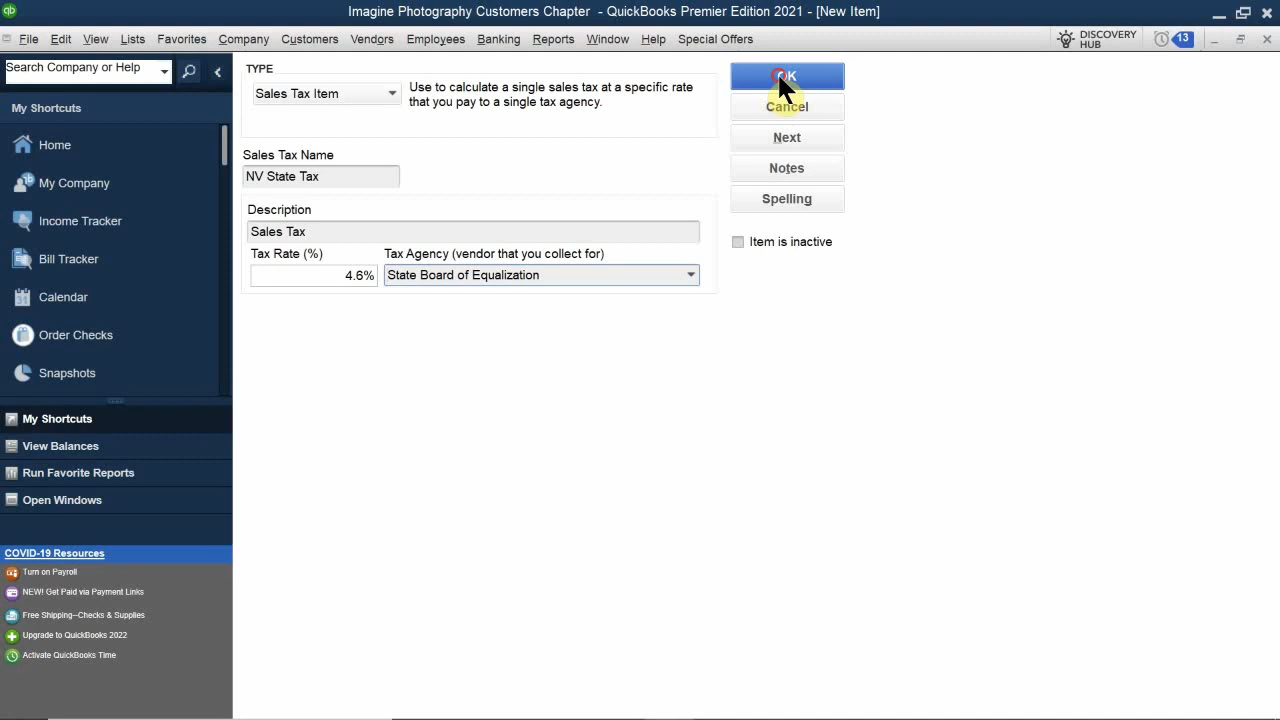 Imagine Photography Customers Chapter - QuickBooks Premier Edition 2021 - [New Item]
File Edit View Lists Favorites Company Customers Vendors Employees Banking Reports Window Help Special Offers
DISCOVERY
HUB
13
Search Company or Help
My Shortcuts
Home
My Company
Income Tracker
Bill Tracker
Calendar
Order Checks
Snapshots
My Shortcuts
View Balances
Run Favorite Reports
Open Windows
COVID-19 Resources
Turn on Payroll
NEW! Get Paid via Payment Links
Free Shipping–Checks & Supplies
Upgrade to QuickBooks 2022
Activate QuickBooks Time
TYPE
Sales Tax Item
Use to calculate a single sales tax at a specific rate
that you pay to a single tax agency.
Sales Tax Name
NV State Tax
Description
Sales Tax
Tax Rate (%) Tax Agency (vendor that you collect for)
4.6% State Board of Equalization
OK
Cancel
Next
Notes
Spelling
Item is inactive